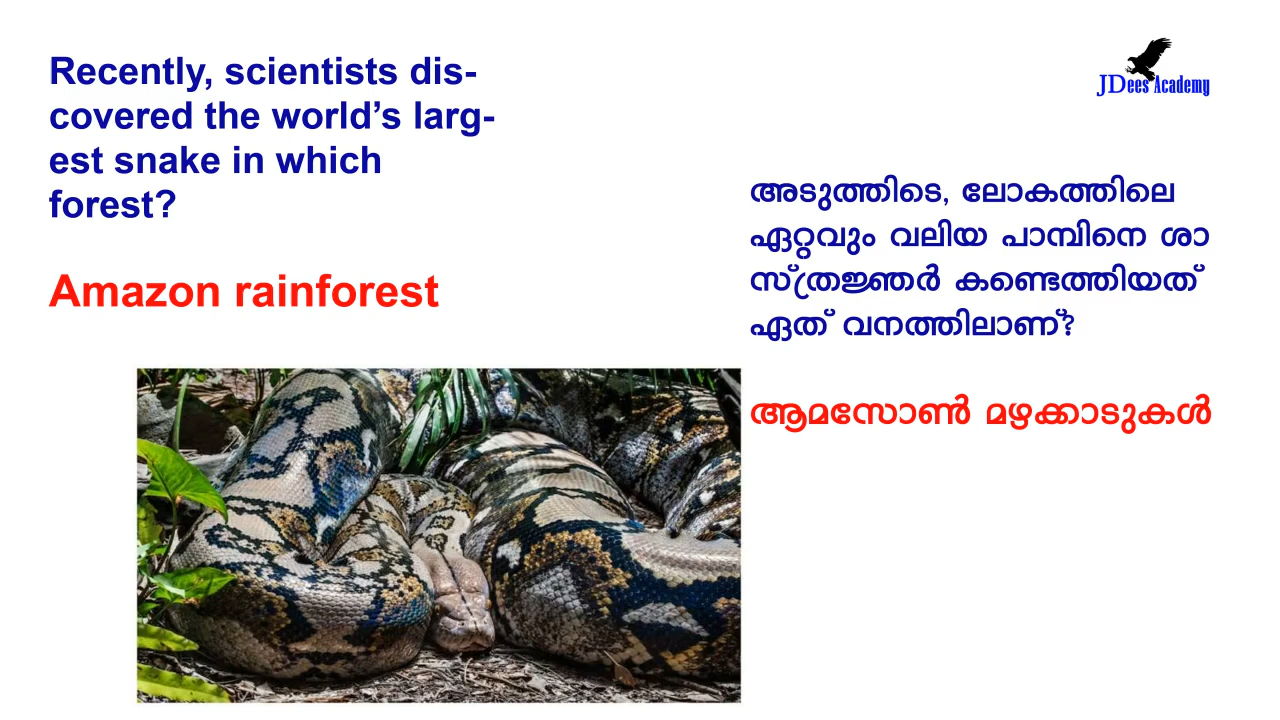 Recently, scientists dis-
covered the world’s larg-
est snake in which
forest?
Amazon rainforest
JDees Academy
അടുത്തിടെ, ലോകത്തിലെ
ഏറ്റവും വലിയ പാമ്പിനെ ശാ
സ്ത്രജ്ഞർ കണ്ടെത്തിയത്
ഏത് വനത്തിലാണ്?
ആമസോൺ മഴക്കാടുകൾ